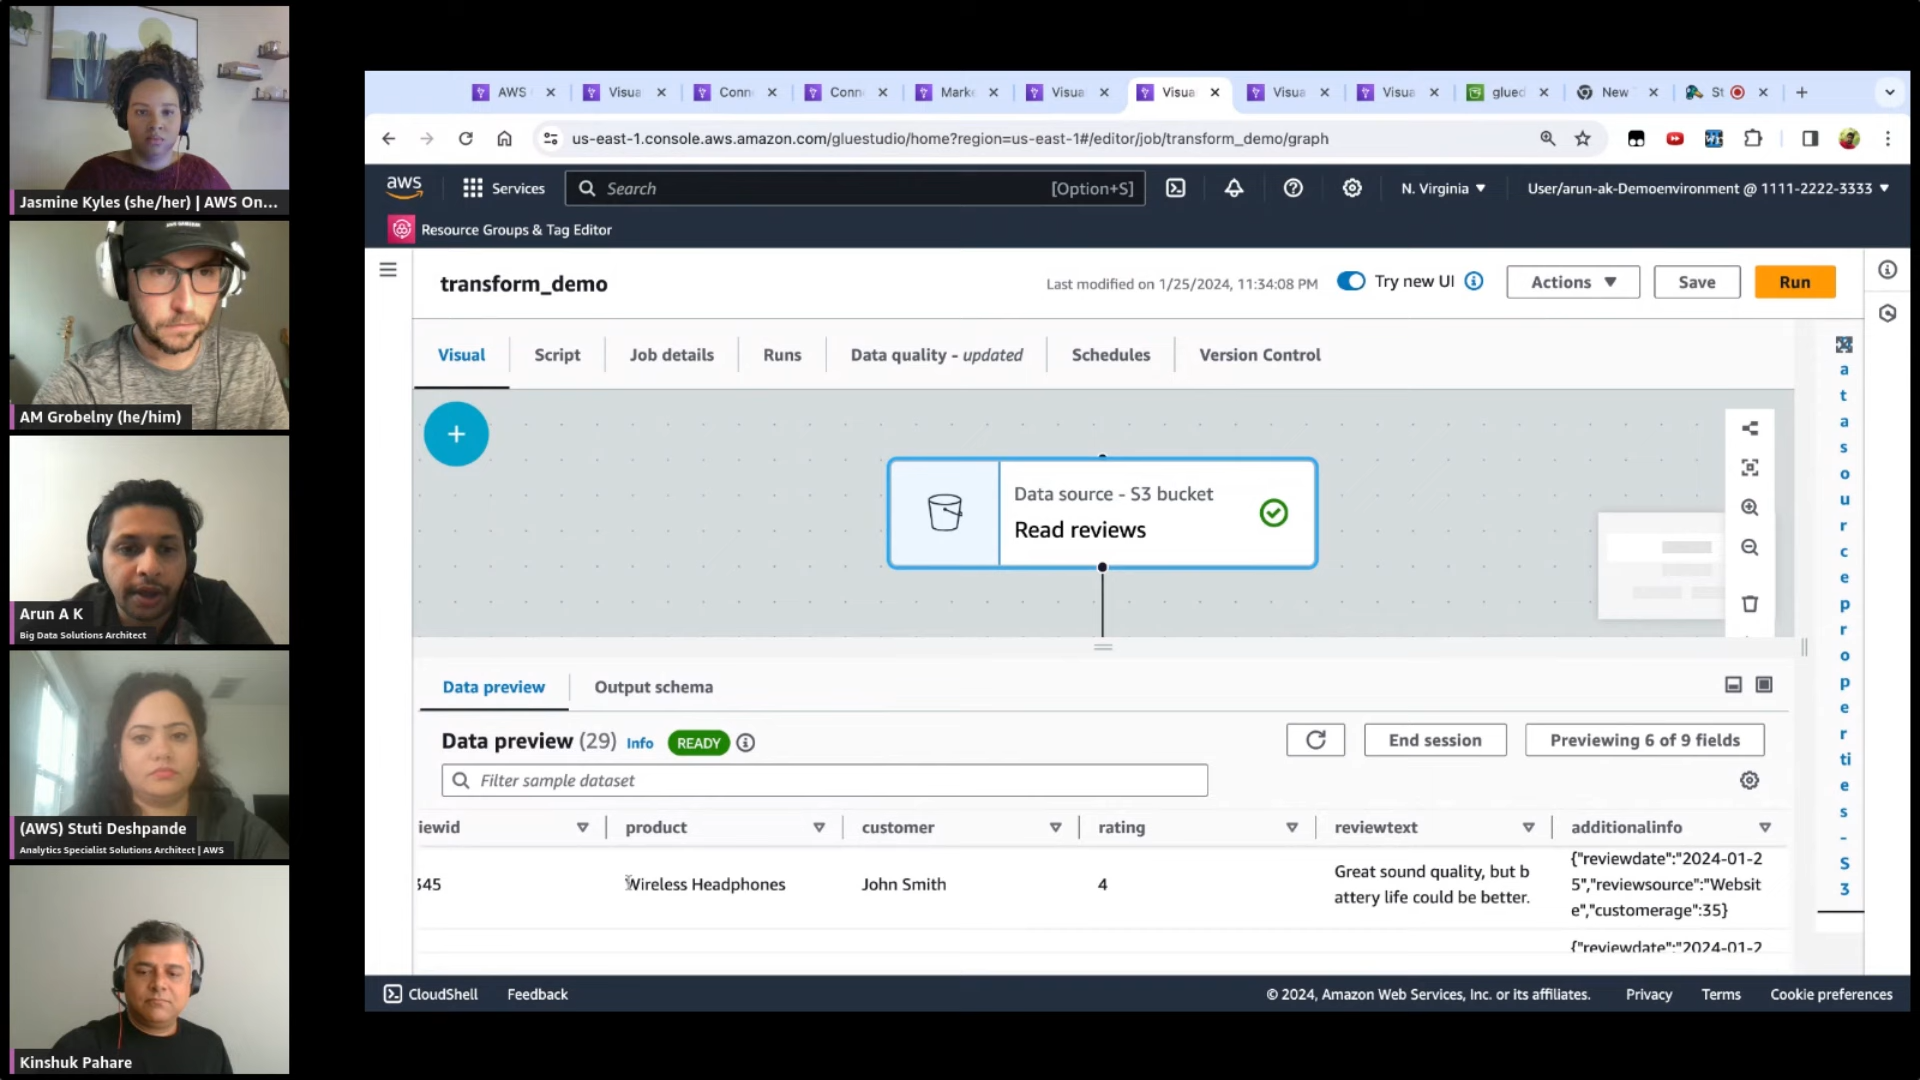 Jasmine Kyles (she/her) | AWS On...
AM Grobelny (he/him)
Arun A K
Big Data Solutions Architect
(AWS) Stuti Deshpande
Analytics Specialist Solutions Architect | AWS
Kinshuk Pahare
AWS
Visua
Conn
Conn
Marke
Visua
Visua
Visua
Visua
glued
New
St
us-east-1.console.aws.amazon.com/gluestudio/home?region=us-east-1#/editor/job/transform_demo/graph
aws
Services
Search
[Option+S]
N. Virginia
User/arun-ak-Demoenvironment @ 1111-2222-3333
Resource Groups & Tag Editor
transform_demo
Last modified on 1/25/2024, 11:34:08 PM
Try new UI
Actions
Save
Run
Visual
Script
Job details
Runs
Data quality - updated
Schedules
Version Control
Data source - S3 bucket
Read reviews
Data preview
Output schema
Data preview (29) Info READY
End session
Previewing 6 of 9 fields
Filter sample dataset
iewid
product
customer
rating
reviewtext
additionalinfo
345
Wireless Headphones
John Smith
4
Great sound quality, but b
attery life could be better.
{"reviewdate":"2024-01-2
5","reviewsource":"Websit
e","customerage":35}
{"reviewdate":"2024-01-2
a
t
a
s
o
u
r
c
e
p
r
o
p
e
r
ti
e
s
-
S
3
CloudShell
Feedback
© 2024, Amazon Web Services, Inc. or its affiliates.
Privacy
Terms
Cookie preferences